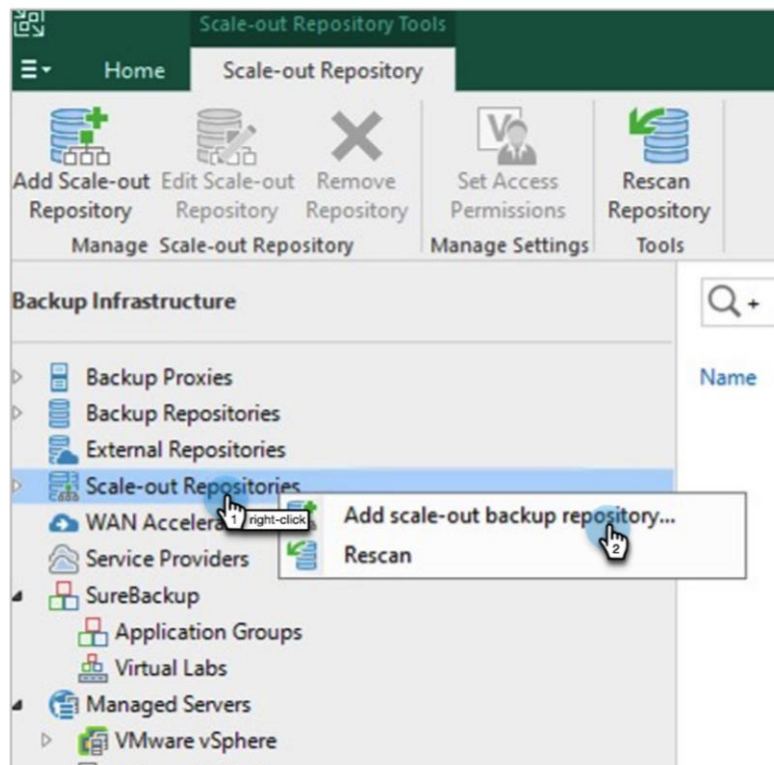 Scale-out Repository Tools
Home Scale-out Repository
Add Scale-out Edit Scale-out Remove Set Access Rescan
Repository Repository Repository Permissions Repository
Manage Scale-out Repository Manage Settings Tools
Backup Infrastructure
+
Backup Proxies Name
Backup Repositories
External Repositories
Scale-out Repositories
1 right-click Add scale-out backup repository...
WAN Accelera
2
Service Providers Rescan
SureBackup
Application Groups
Virtual Labs
Managed Servers
VMware vSphere